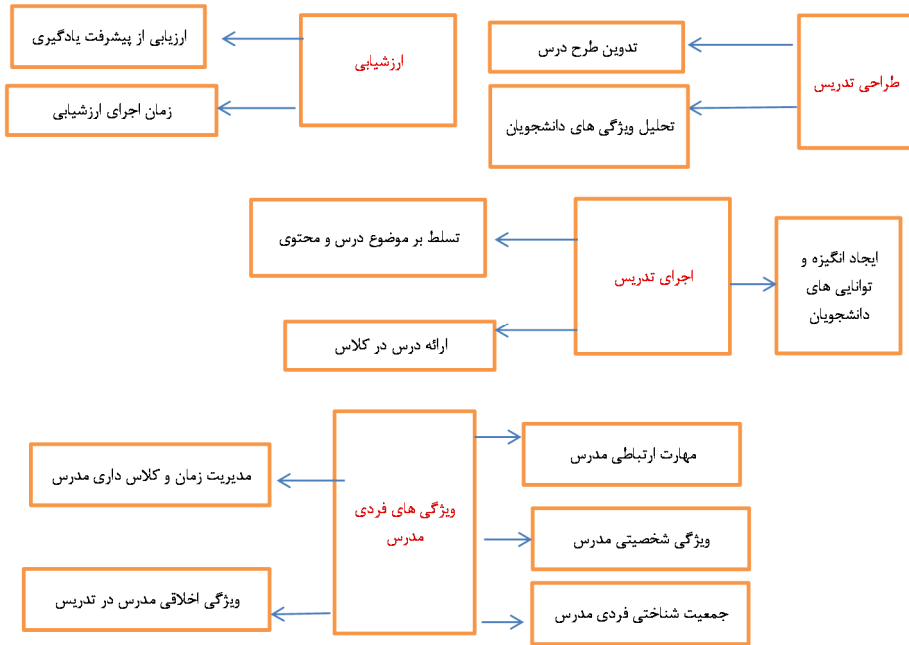 طراحی تدریس
تدوین طرح درس
تحلیل ویژگی های دانشجویان
ارزشیابی
ارزیابی از پیشرفت یادگیری
زمان اجرای ارزشیابی
ایجاد انگیزه و
توانایی های
دانشجویان
اجرای تدریس
تسلط بر موضوع درس و محتوی
ارائه درس در کلاس
ویژگی های فردی
مدرس
مهارت ارتباطی مدرس
ویژگی شخصیتی مدرس
جمعیت شناختی فردی مدرس
مدیریت زمان و کلاس داری مدرس
ویژگی اخلاقی مدرس در تدریس